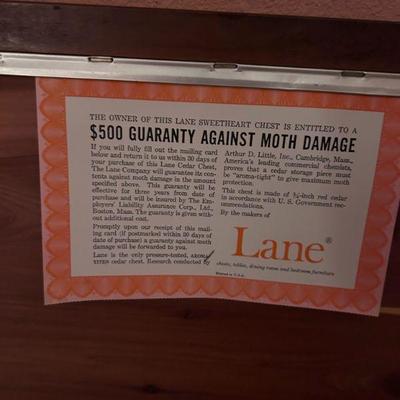 THE OWNER OF THIS LANE SWEETHEART CHEST IS ENTITLED TO A
$500 GUARANTY AGAINST MOTH DAMAGE
If you will fully fill out the mailing card
below and return it to us within 30 days of
your purchase of this Lane Cedar Chest,
The Lane Company will guarantee its con-
tents against moth damage in the amount
specified above. This guaranty will be
effective for three years from date of
purchase and will be insured by The Em-
ployers' Liability Assurance Corp., Ltd.,
Boston, Mass. The guaranty is given with-
out additional cost.
Promptly upon our receipt of this mail-
ing card (if postmarked within 30 days of
date of purchase) a guaranty against moth
damage will be forwarded to you.
Lane is the only pressure-tested, AROMA-
TITE® cedar chest. Research conducted by
Arthur D. Little, Inc., Cambridge, Mass.,
America's leading commercial chemists,
proves that a cedar storage piece must
be "aroma-tight" to give maximum moth
protection.
This chest is made of ¾-inch red cedar
in accordance with U. S. Government rec-
ommendations.
By the makers of
Lane®
chests, tables, dining room and bedroom furniture
Printed in U.S.A.